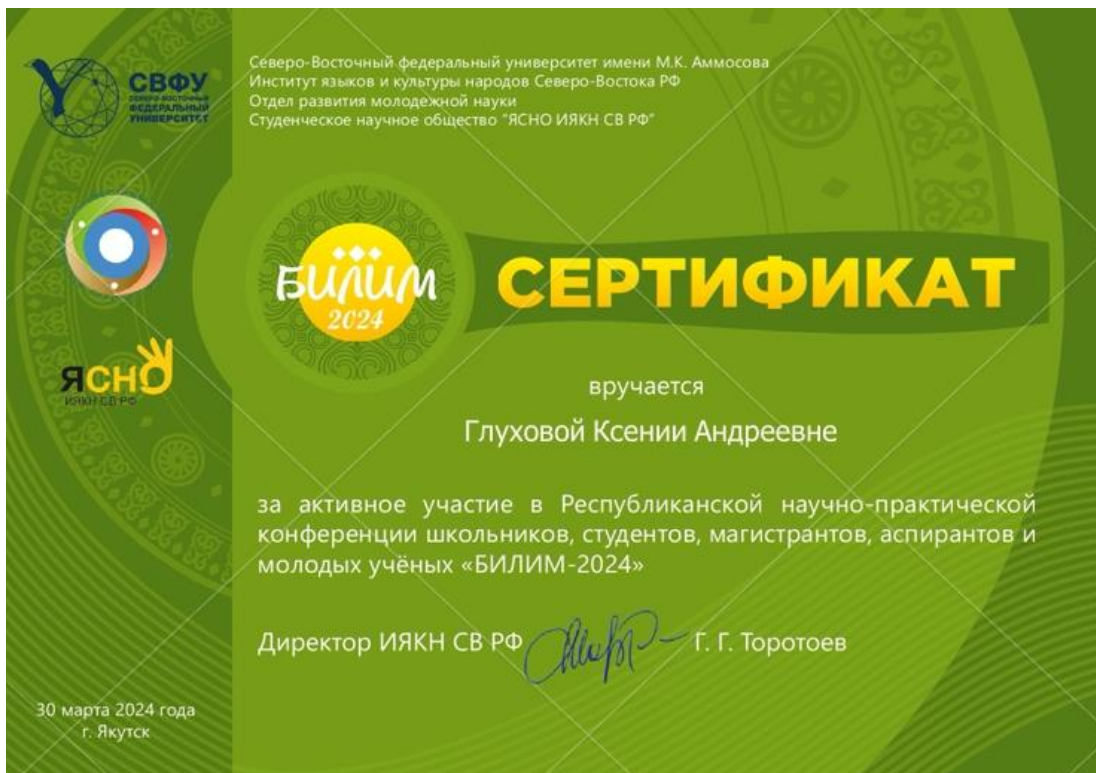 СВФУ
СЕВЕРО-ВОСТОЧНЫЙ
ФЕДЕРАЛЬНЫЙ
УНИВЕРСИТЕТ
Северо-Восточный федеральный университет имени М.К. Аммосова
Институт языков и культуры народов Северо-Востока РФ
Отдел развития молодежной науки
Студенческое научное общество "ЯСНО ИЯКН СВ РФ"
БИЛИМ
2024
СЕРТИФИКАТ
ЯСНО
ИЯКН СВ РФ
вручается
Глуховой Ксении Андреевне
за активное участие в Республиканской научно-практической
конференции школьников, студентов, магистрантов, аспирантов и
молодых учёных «БИЛИМ-2024»
Директор ИЯКН СВ РФ Г. Г. Торотоев
30 марта 2024 года
г. Якутск